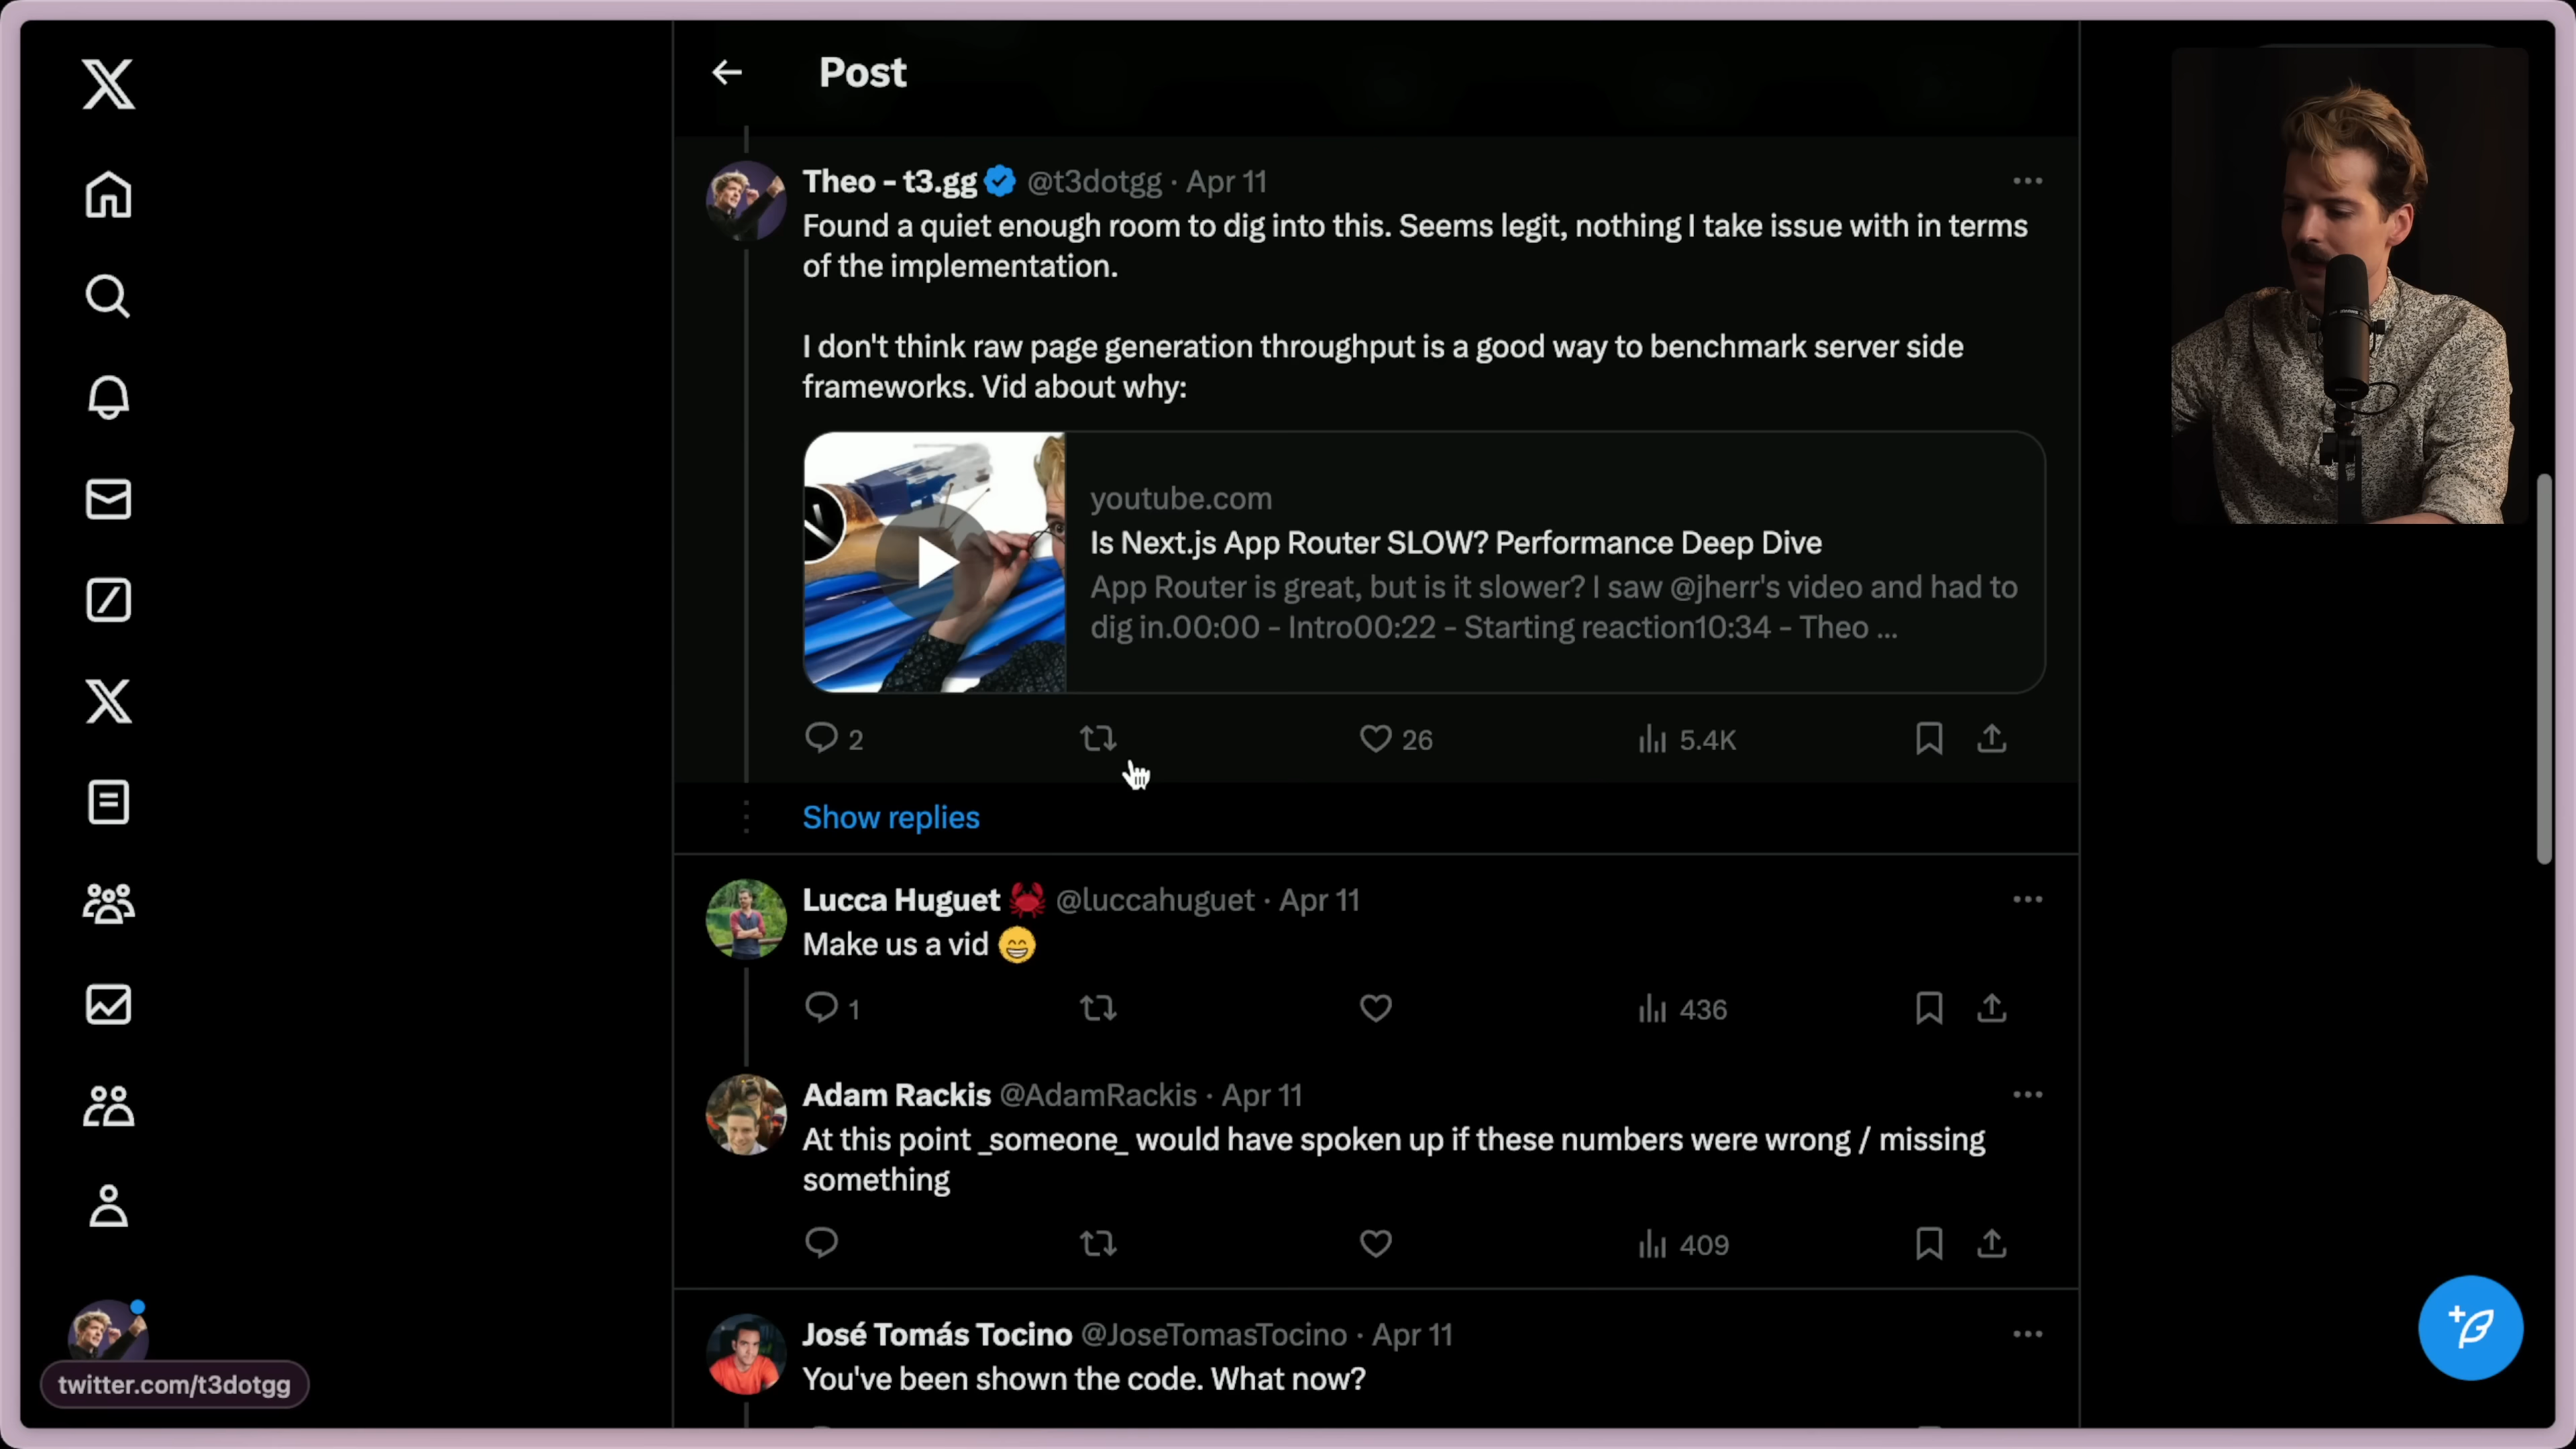 Post
Theo - t3.gg @t3dotgg · Apr 11
Found a quiet enough room to dig into this. Seems legit, nothing I take issue with in terms
of the implementation.
I don't think raw page generation throughput is a good way to benchmark server side
frameworks. Vid about why:
youtube.com
Is Next.js App Router SLOW? Performance Deep Dive
App Router is great, but is it slower? I saw @jherr's video and had to
dig in.00:00 - Intro00:22 - Starting reaction10:34 - Theo ...
2 26 5.4K
Show replies
Lucca Huguet 🦀 @luccahuguet · Apr 11
Make us a vid 😁
1 436
Adam Rackis @AdamRackis · Apr 11
At this point _someone_ would have spoken up if these numbers were wrong / missing
something
409
José Tomás Tocino @JoseTomasTocino · Apr 11
You've been shown the code. What now?
twitter.com/t3dotgg